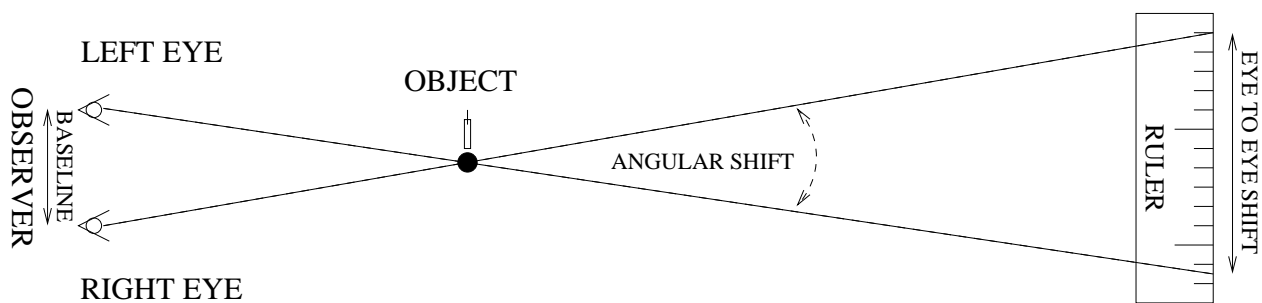 LEFT EYE
OBSERVER
BASELINE
RIGHT EYE
OBJECT
ANGULAR SHIFT
RULER
EYE TO EYE SHIFT